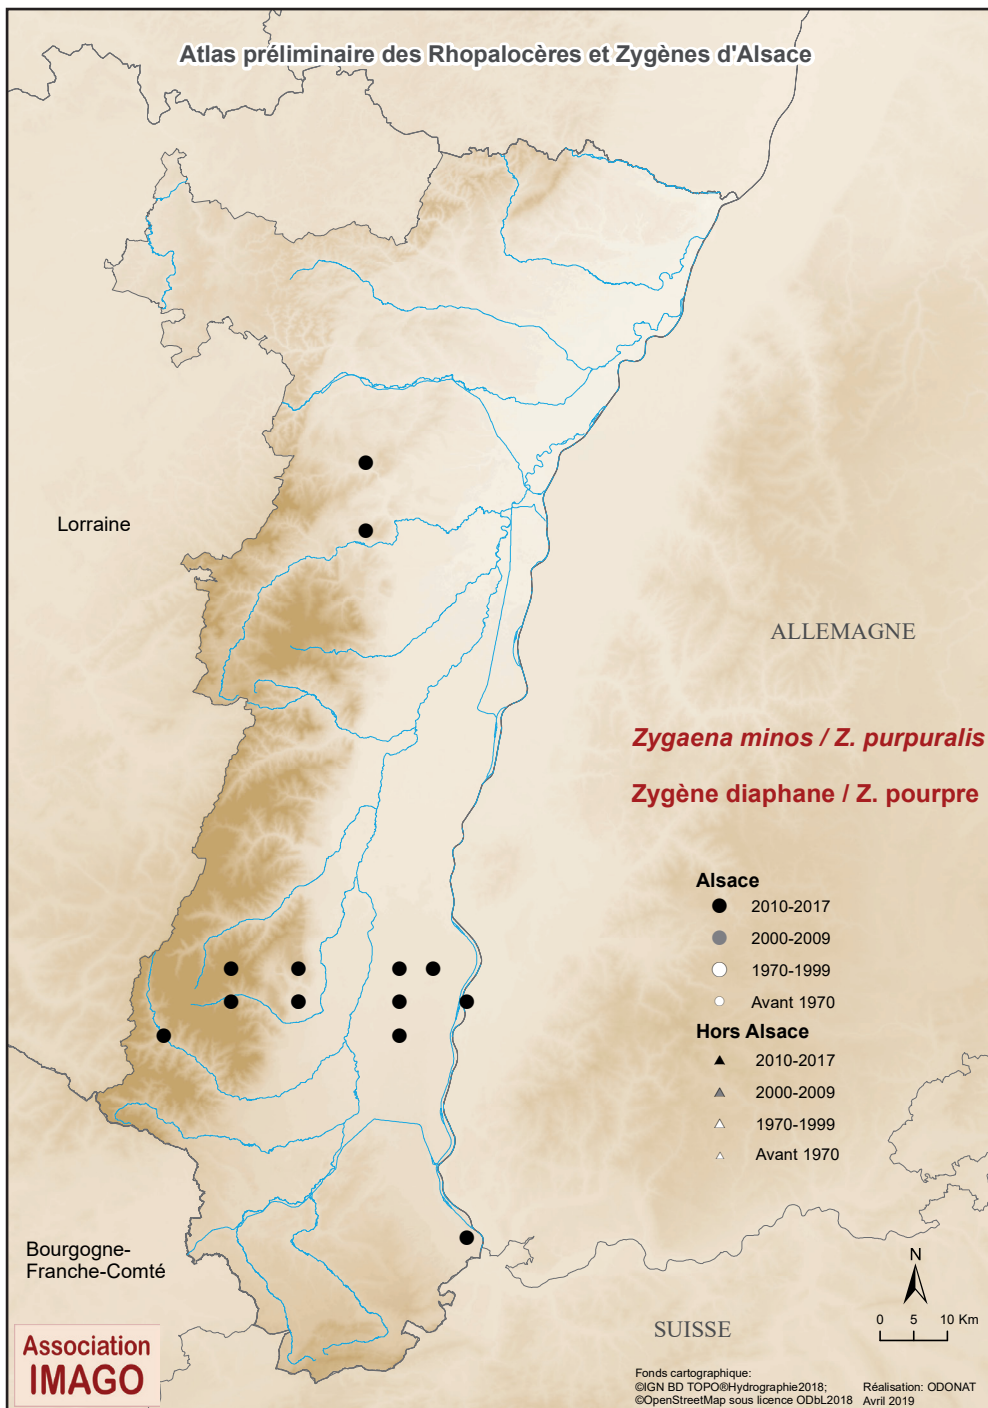 Atlas préliminaire des Rhopalocères et Zygènes d'Alsace
Lorraine
ALLEMAGNE
Zygaena minos / Z. purpuralis
Zygène diaphane / Z. pourpre
Alsace
2010-2017
2000-2009
1970-1999
Avant 1970
Hors Alsace
2010-2017
2000-2009
1970-1999
Avant 1970
Bourgogne-
Franche-Comté
N
0 5 10 Km
SUISSE
Association
IMAGO
Fonds cartographique:
©IGN BD TOPO®Hydrographie2018;
©OpenStreetMap sous licence ODbL2018
Réalisation: ODONAT
Avril 2019